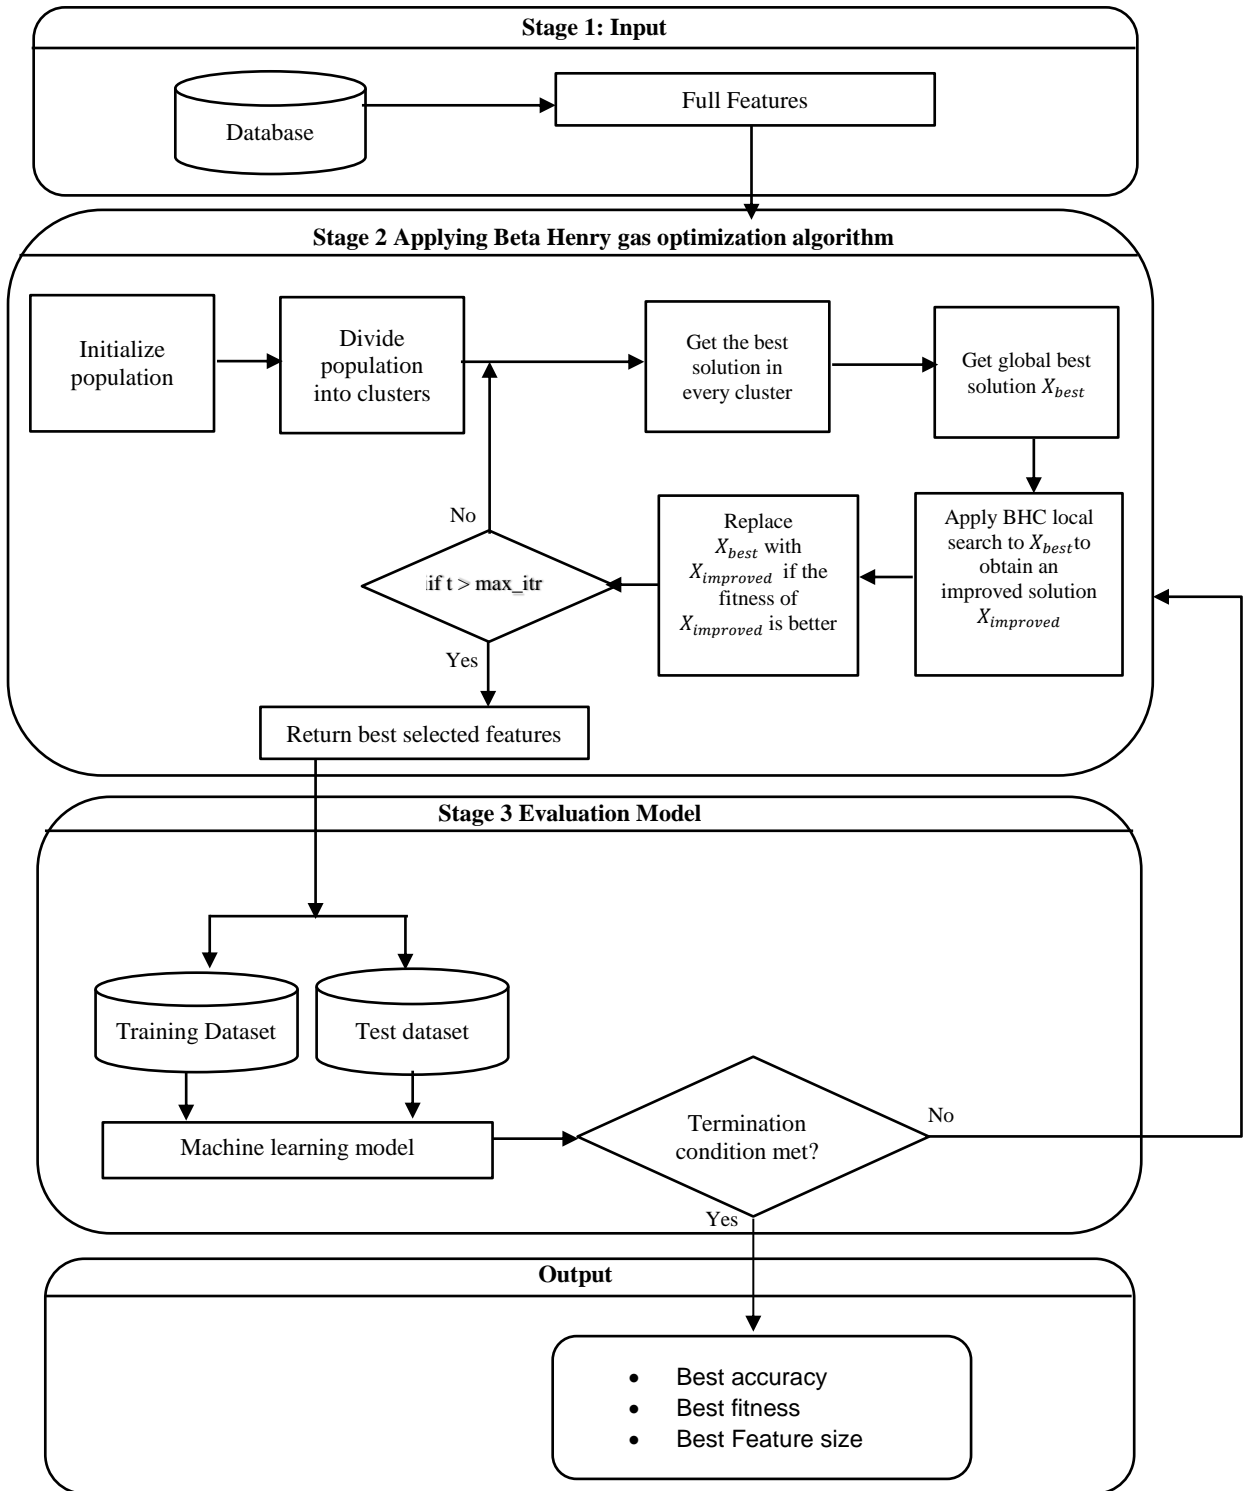 Stage 1: Input
Database
Full Features
Stage 2 Applying Beta Henry gas optimization algorithm
Initialize
population
Divide
population
into clusters
Get the best
solution in
every cluster
Get global best
solution X_best
Apply BHC local
search to X_best to
obtain an
improved solution
X_improved
Replace
X_best with
X_improved if the
fitness of
X_improved is better
No
if t > max_itr
Yes
Return best selected features
Stage 3 Evaluation Model
Training Dataset
Test dataset
Machine learning model
Termination
condition met?
No
Yes
Output
• Best accuracy
• Best fitness
• Best Feature size